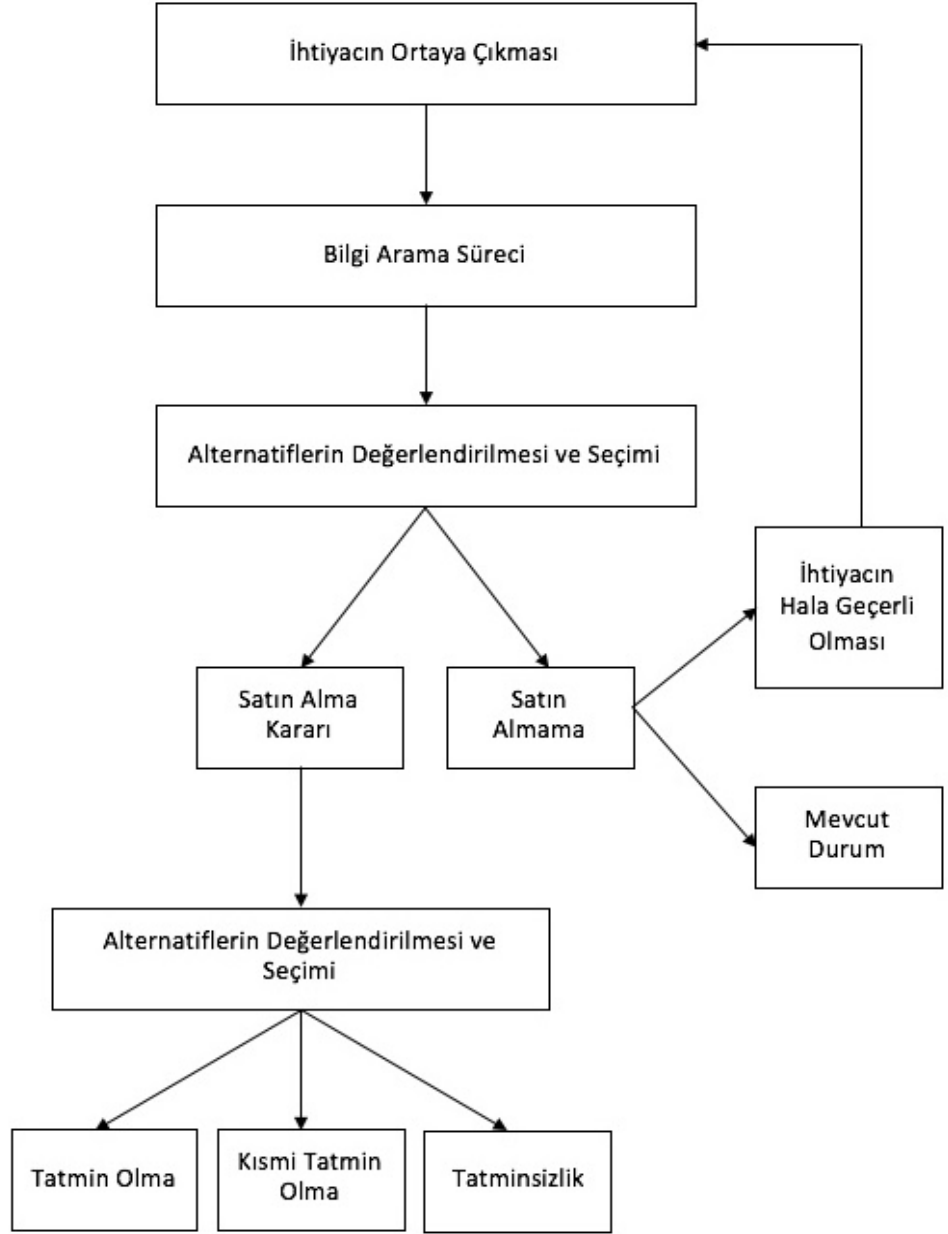 İhtiyacın Ortaya Çıkması
Bilgi Arama Süreci
Alternatiflerin Değerlendirilmesi ve Seçimi
İhtiyacın
Hala Geçerli
Olması
Satın Alma
Kararı
Satın
Almama
Mevcut
Durum
Alternatiflerin Değerlendirilmesi ve
Seçimi
Tatmin Olma
Kısmi Tatmin
Olma
Tatminsizlik